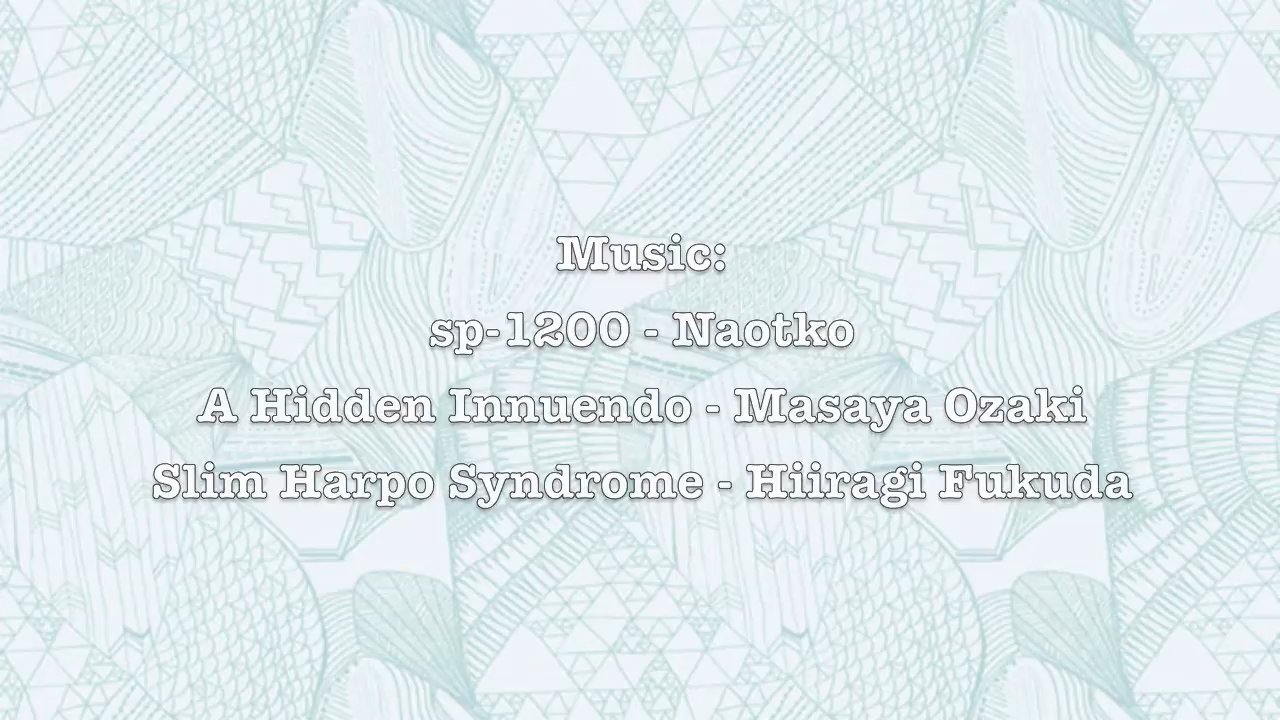 Music:
sp-1200 - Naotko
A Hidden Innuendo - Masaya Ozaki
Slim Harpo Syndrome - Hiiragi Fukuda